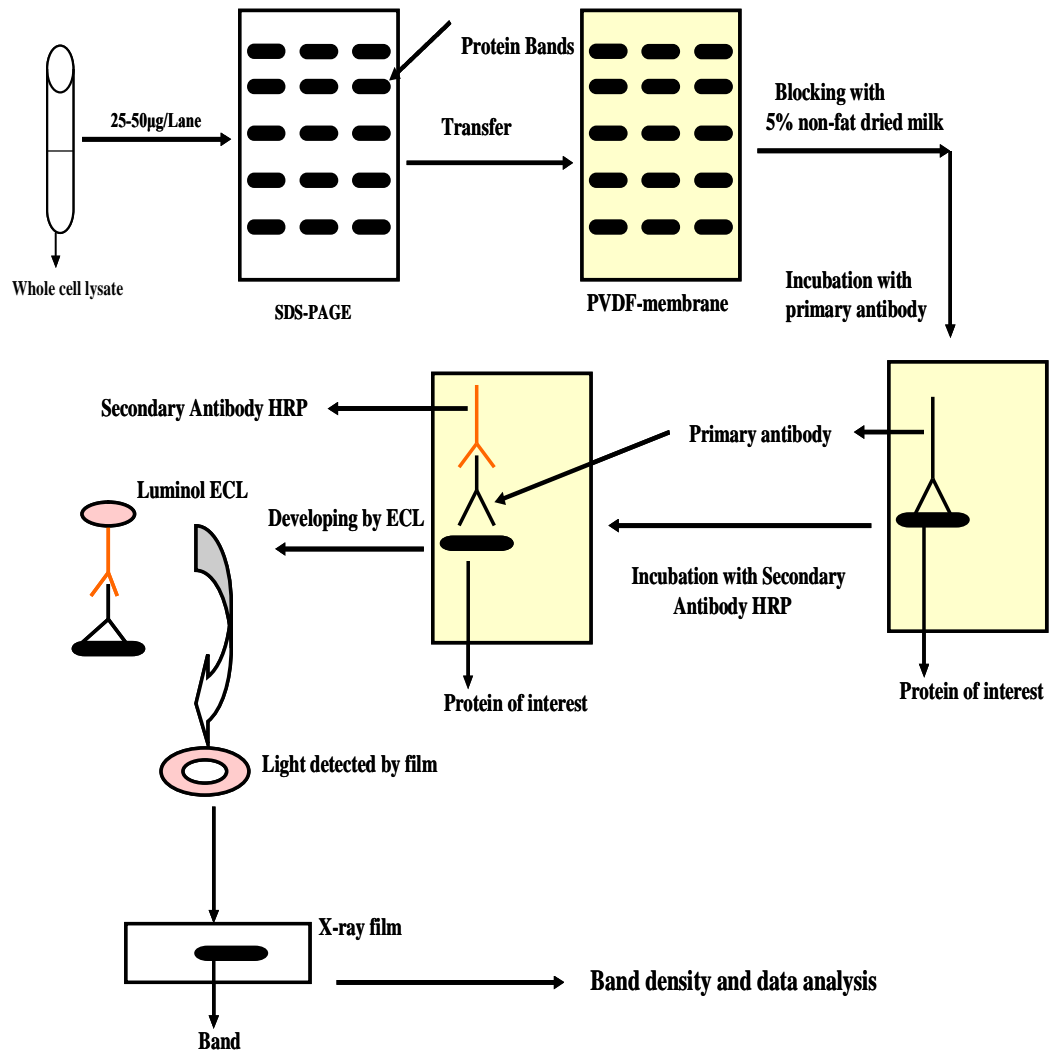 Protein Bands
25-50µg/Lane
Transfer
Blocking with
5% non-fat dried milk
Whole cell lysate
SDS-PAGE
PVDF-membrane
Incubation with
primary antibody
Secondary Antibody HRP
Primary antibody
Luminol ECL
Developing by ECL
Incubation with Secondary
Antibody HRP
Protein of interest
Protein of interest
Light detected by film
X-ray film
Band density and data analysis
Band